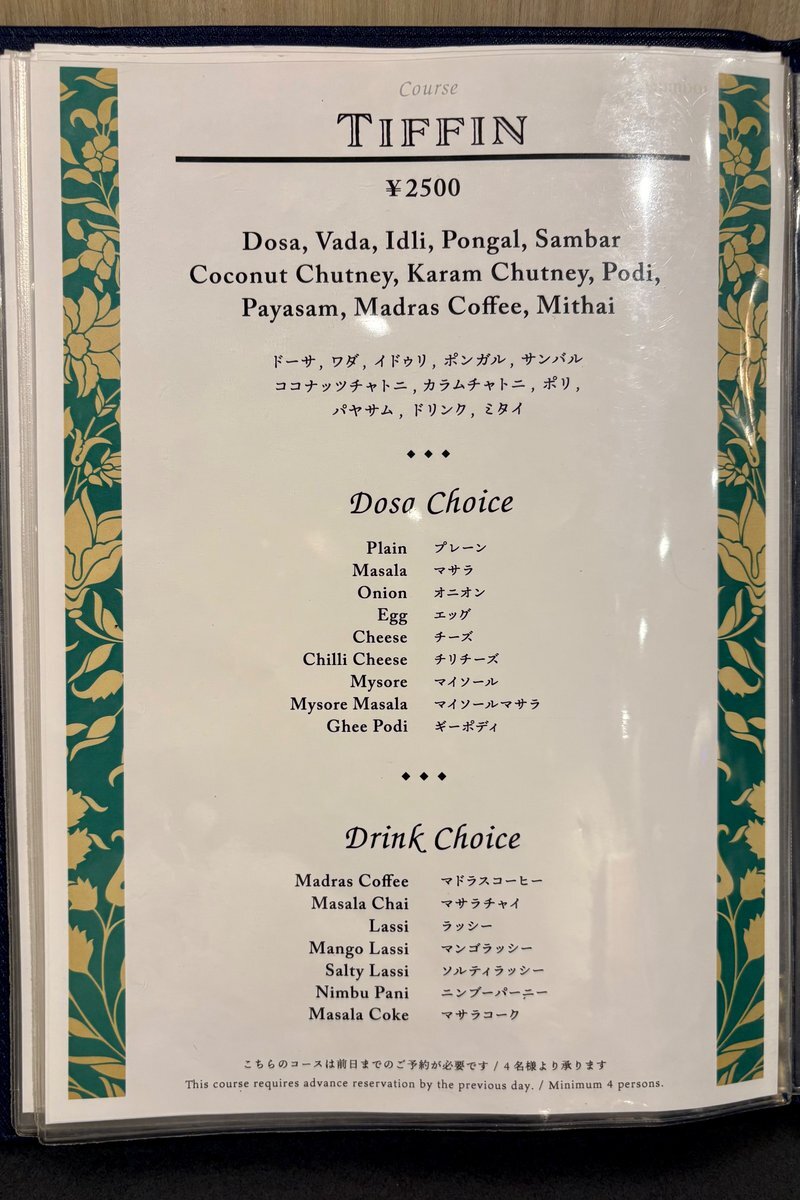 Course
TIFFIN
¥2500
Dosa, Vada, Idli, Pongal, Sambar
Coconut Chutney, Karam Chutney, Podi,
Payasam, Madras Coffee, Mithai
ドーサ , ワダ , イドゥリ , ポンガル , サンバル
ココナッツチャトニ , カラムチャトニ , ポリ ,
パヤサム , ドリンク , ミタイ
Dosa Choice
Plain プレーン
Masala マサラ
Onion オニオン
Egg エッグ
Cheese チーズ
Chilli Cheese チリチーズ
Mysore マイソール
Mysore Masala マイソールマサラ
Ghee Podi ギーポディ
Drink Choice
Madras Coffee マドラスコーヒー
Masala Chai マサラチャイ
Lassi ラッシー
Mango Lassi マンゴラッシー
Salty Lassi ソルティラッシー
Nimbu Pani ニンブーパーニー
Masala Coke マサラコーク
こちらのコースは前日までのご予約が必要です / 4 名様より承ります
This course requires advance reservation by the previous day. / Minimum 4 persons.